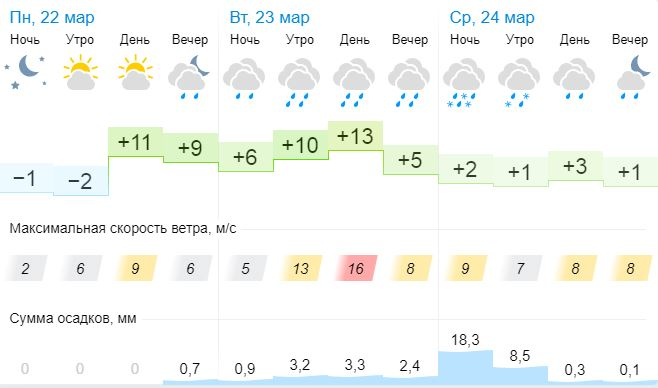 Пн, 22 мар Вт, 23 мар Ср, 24 мар
Ночь Утро День Вечер Ночь Утро День Вечер Ночь Утро День Вечер
−1 −2 +11 +9 +6 +10 +13 +5 +2 +1 +3 +1
Максимальная скорость ветра, м/с
2 6 9 6 5 13 16 8 9 7 8 8
Сумма осадков, мм
0 0 0 0,7 0,9 3,2 3,3 2,4 18,3 8,5 0,3 0,1